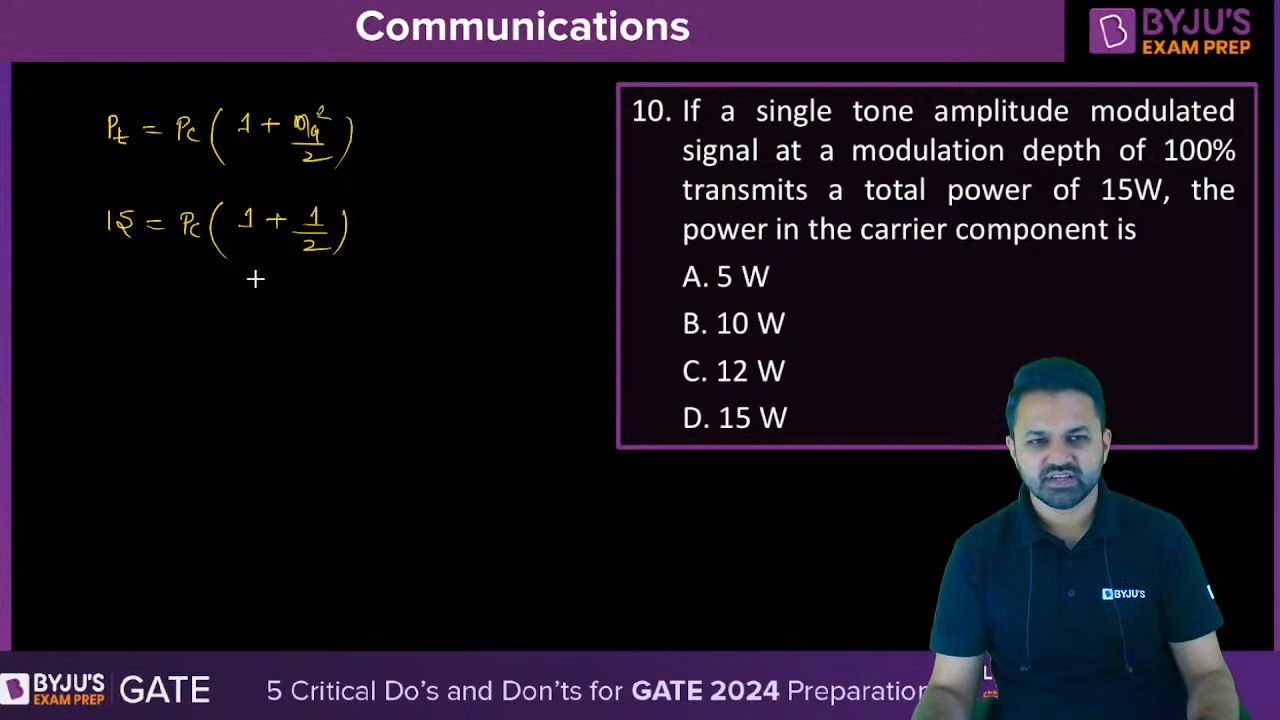 Communications
BYJU'S
EXAM PREP
Pt = Pc ( 1 + ma²/2 )
15 = Pc ( 1 + 1/2 )
10. If a single tone amplitude modulated
signal at a modulation depth of 100%
transmits a total power of 15W, the
power in the carrier component is
A. 5 W
B. 10 W
C. 12 W
D. 15 W
BYJU'S
BYJU'S
EXAM PREP
GATE
5 Critical Do's and Don'ts for GATE 2024 Preparation